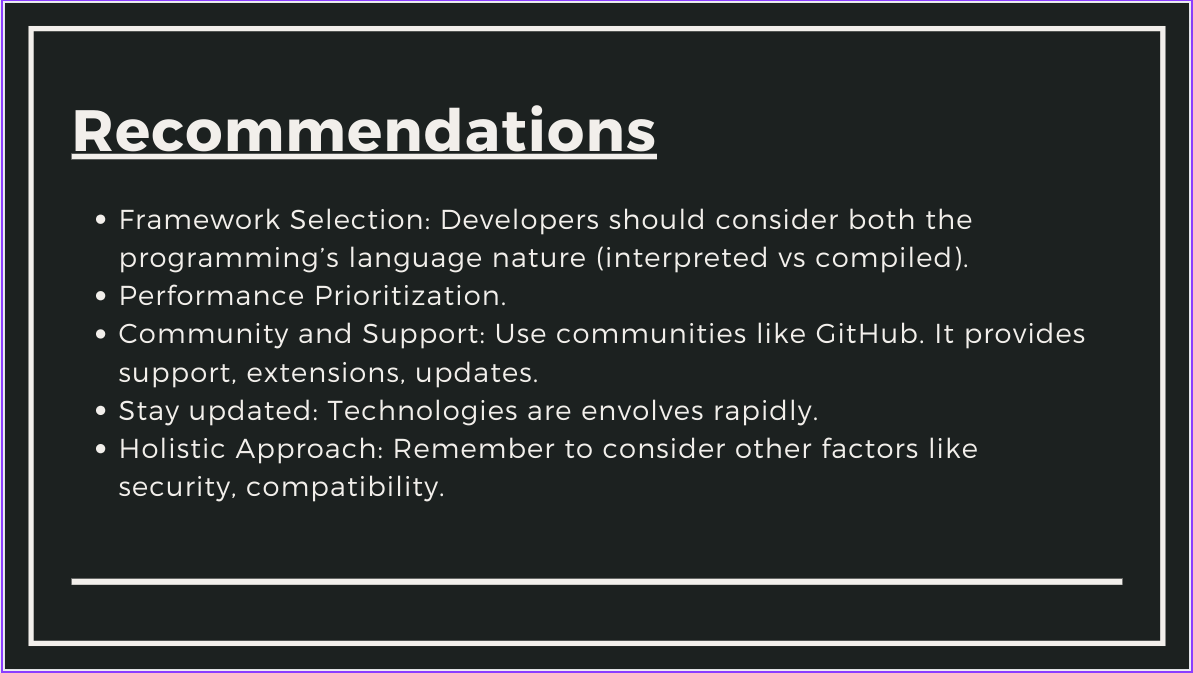 Recommendations
• Framework Selection: Developers should consider both the
programming’s language nature (interpreted vs compiled).
• Performance Prioritization.
• Community and Support: Use communities like GitHub. It provides
support, extensions, updates.
• Stay updated: Technologies are envolves rapidly.
• Holistic Approach: Remember to consider other factors like
security, compatibility.